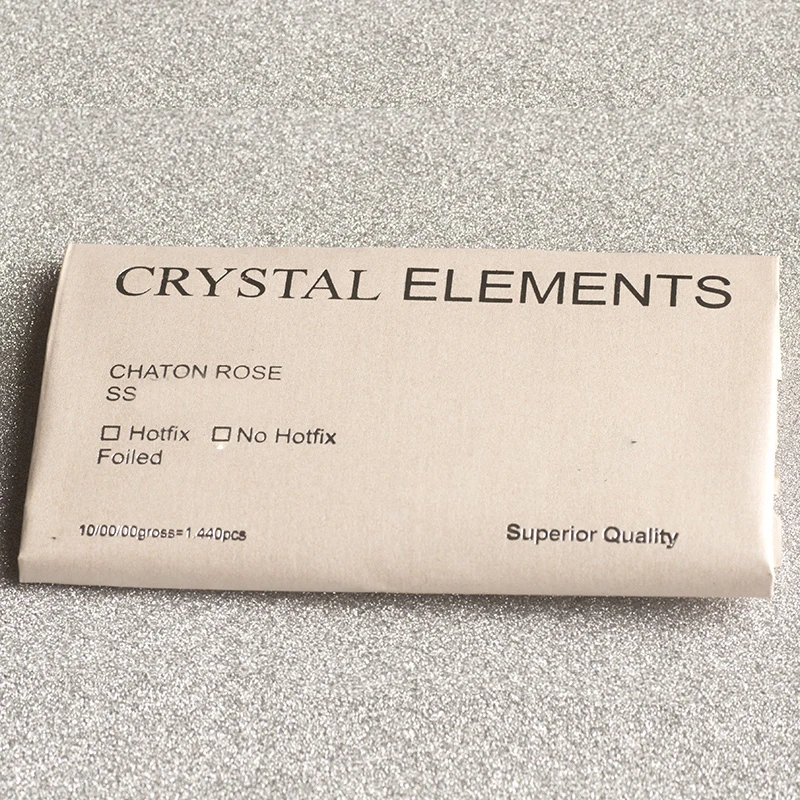 CRYSTAL ELEMENTS
CHATON ROSE
SS
☐ Hotfix ☐ No Hotfix
Foiled
10/00/00gross=1.440pcs
Superior Quality